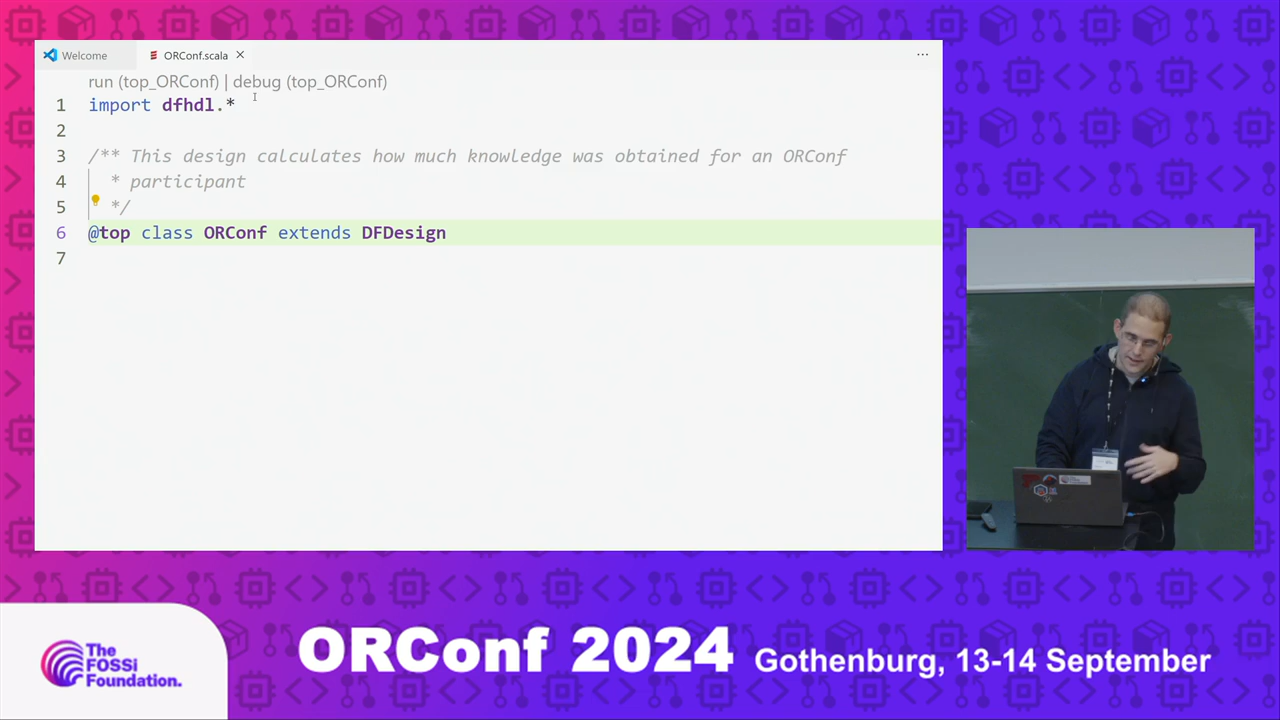 Welcome
ORConf.scala
run (top_ORConf) | debug (top_ORConf)
1 import dfhdl.*
2
3 /** This design calculates how much knowledge was obtained for an ORConf
4 * participant
5 */
6 @top class ORConf extends DFDesign
7
The
FOSSi
Foundation.
ORConf 2024 Gothenburg, 13-14 September